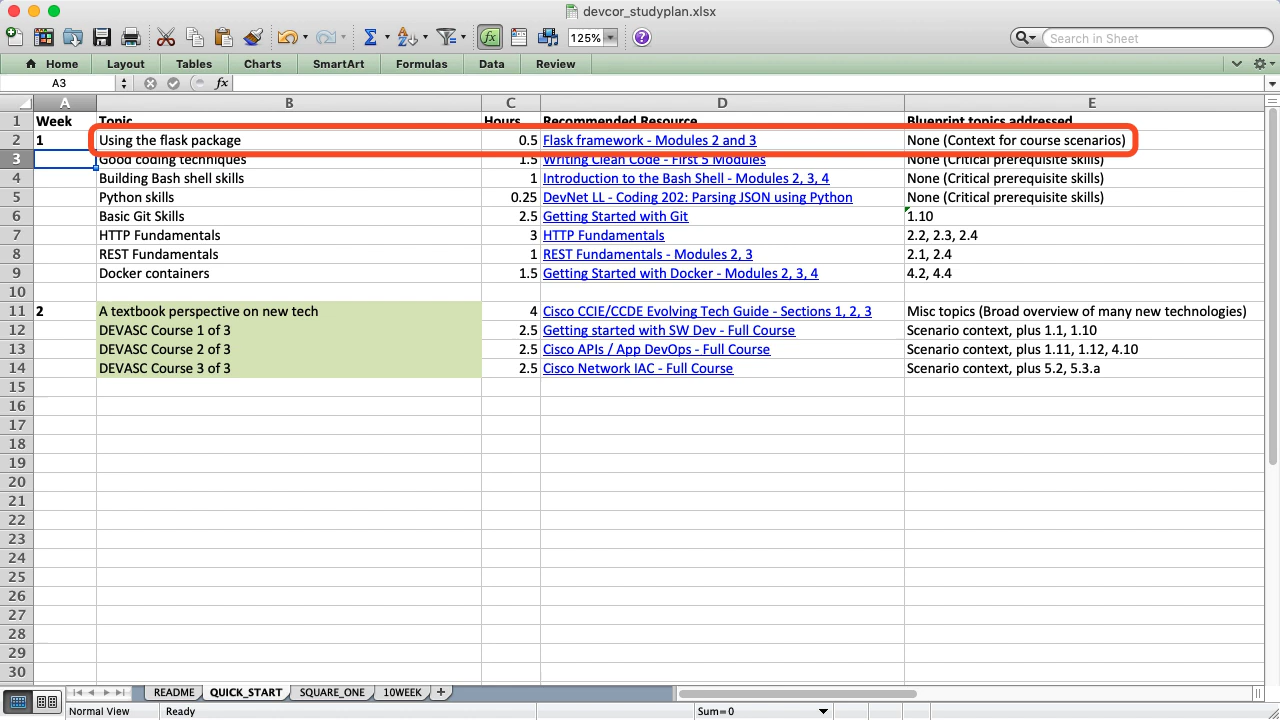 devcor_studyplan.xlsx
125%
Search in Sheet
Home Layout Tables Charts SmartArt Formulas Data Review
A3 fx
A B C D E
1 Week Topic Hours Recommended Resource Blueprint topics addressed
2 1 Using the flask package 0.5 Flask framework - Modules 2 and 3 None (Context for course scenarios)
3 Good coding techniques 1.5 Writing Clean Code - First 5 Modules None (Critical prerequisite skills)
4 Building Bash shell skills 1 Introduction to the Bash Shell - Modules 2, 3, 4 None (Critical prerequisite skills)
5 Python skills 0.25 DevNet LL - Coding 202: Parsing JSON using Python None (Critical prerequisite skills)
6 Basic Git Skills 2.5 Getting Started with Git 1.10
7 HTTP Fundamentals 3 HTTP Fundamentals 2.2, 2.3, 2.4
8 REST Fundamentals 1 REST Fundamentals - Modules 2, 3 2.1, 2.4
9 Docker containers 1.5 Getting Started with Docker - Modules 2, 3, 4 4.2, 4.4
10
11 2 A textbook perspective on new tech 4 Cisco CCIE/CCDE Evolving Tech Guide - Sections 1, 2, 3 Misc topics (Broad overview of many new technologies)
12 DEVASC Course 1 of 3 2.5 Getting started with SW Dev - Full Course Scenario context, plus 1.1, 1.10
13 DEVASC Course 2 of 3 2.5 Cisco APIs / App DevOps - Full Course Scenario context, plus 1.11, 1.12, 4.10
14 DEVASC Course 3 of 3 2.5 Cisco Network IAC - Full Course Scenario context, plus 5.2, 5.3.a
15
16
17
18
19
20
21
22
23
24
25
26
27
28
29
30
README QUICK_START SQUARE_ONE 10WEEK +
Normal View Ready Sum=0